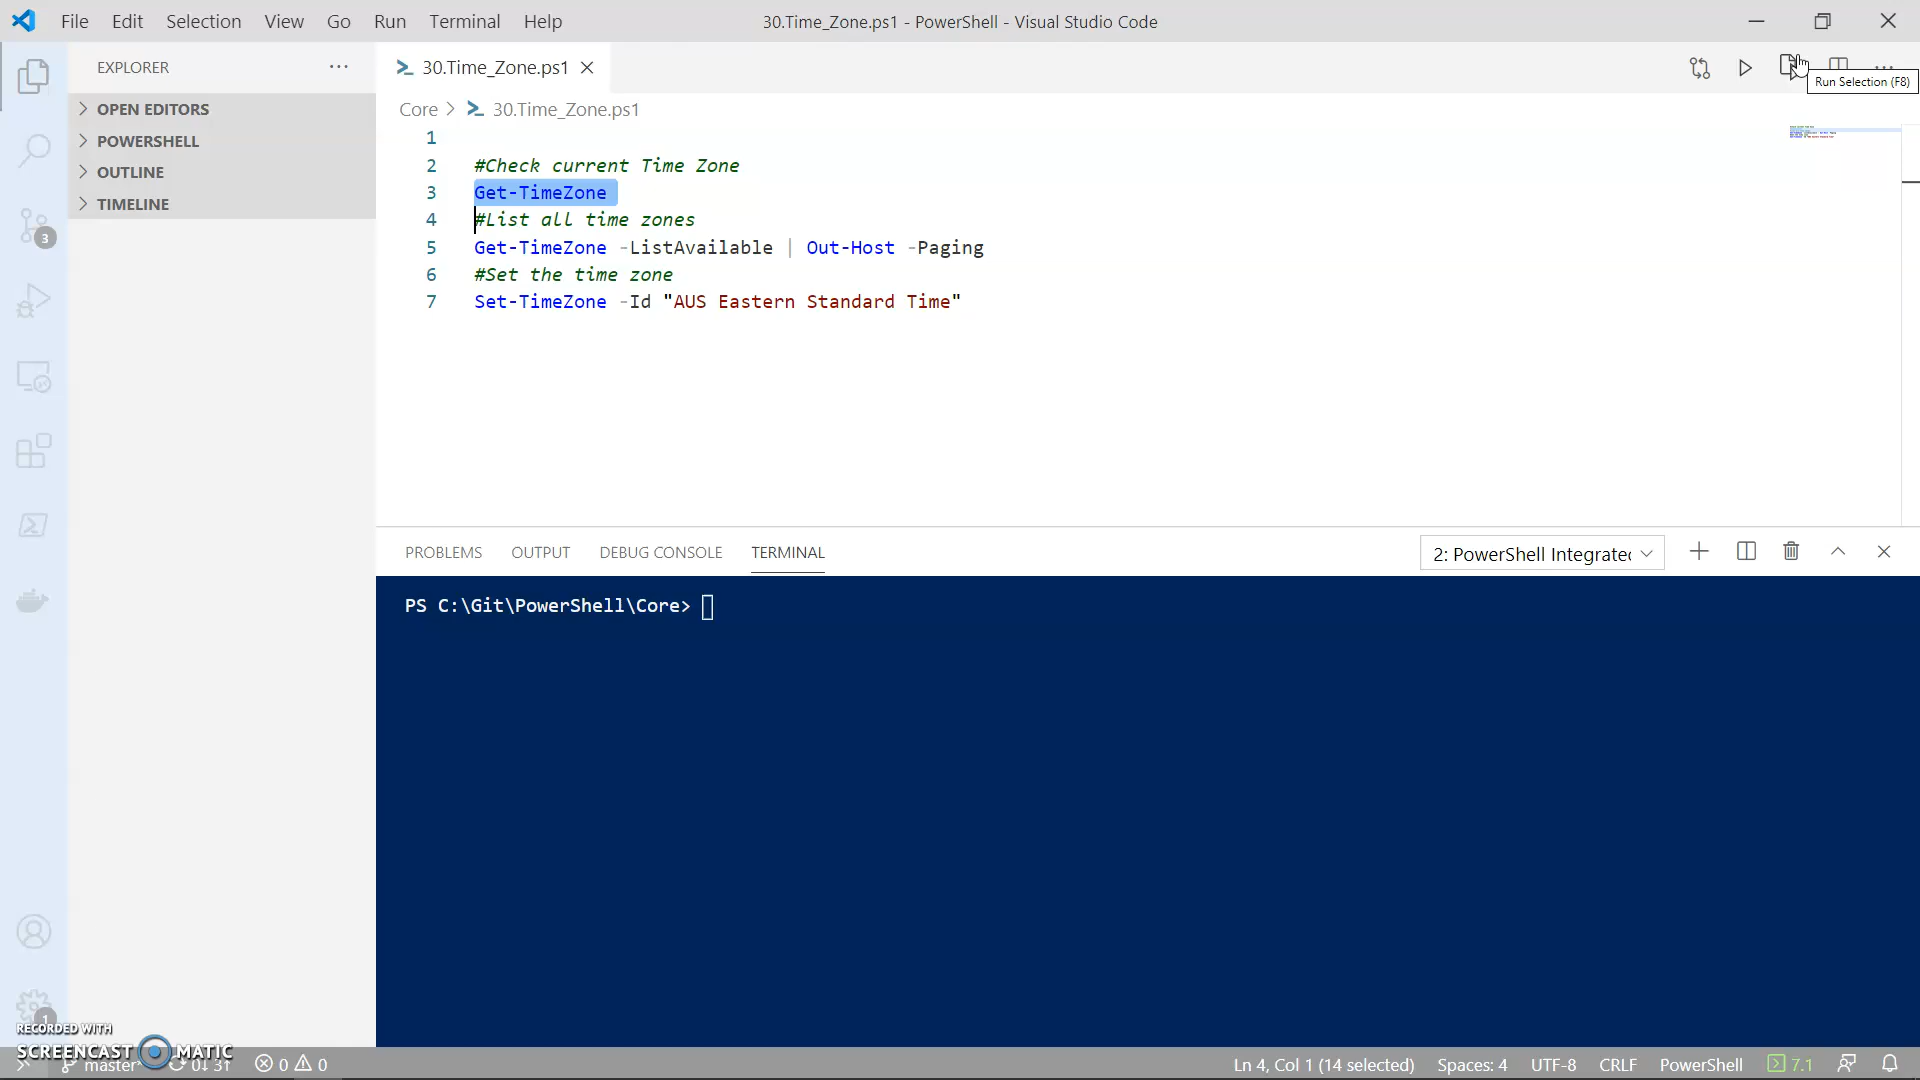 File Edit Selection View Go Run Terminal Help
30.Time_Zone.ps1 - PowerShell - Visual Studio Code
EXPLORER
30.Time_Zone.ps1
Run Selection (F8)
OPEN EDITORS
POWERSHELL
OUTLINE
TIMELINE
Core > 30.Time_Zone.ps1
1
2 #Check current Time Zone
3 Get-TimeZone
4 #List all time zones
5 Get-TimeZone -ListAvailable | Out-Host -Paging
6 #Set the time zone
7 Set-TimeZone -Id "AUS Eastern Standard Time"
3
PROBLEMS OUTPUT DEBUG CONSOLE TERMINAL
2: PowerShell Integrated
PS C:\Git\PowerShell\Core>
1
RECORDED WITH
SCREENCAST MATIC
master* 0↓ 3↑ 0 0
Ln 4, Col 1 (14 selected) Spaces: 4 UTF-8 CRLF PowerShell 7.1